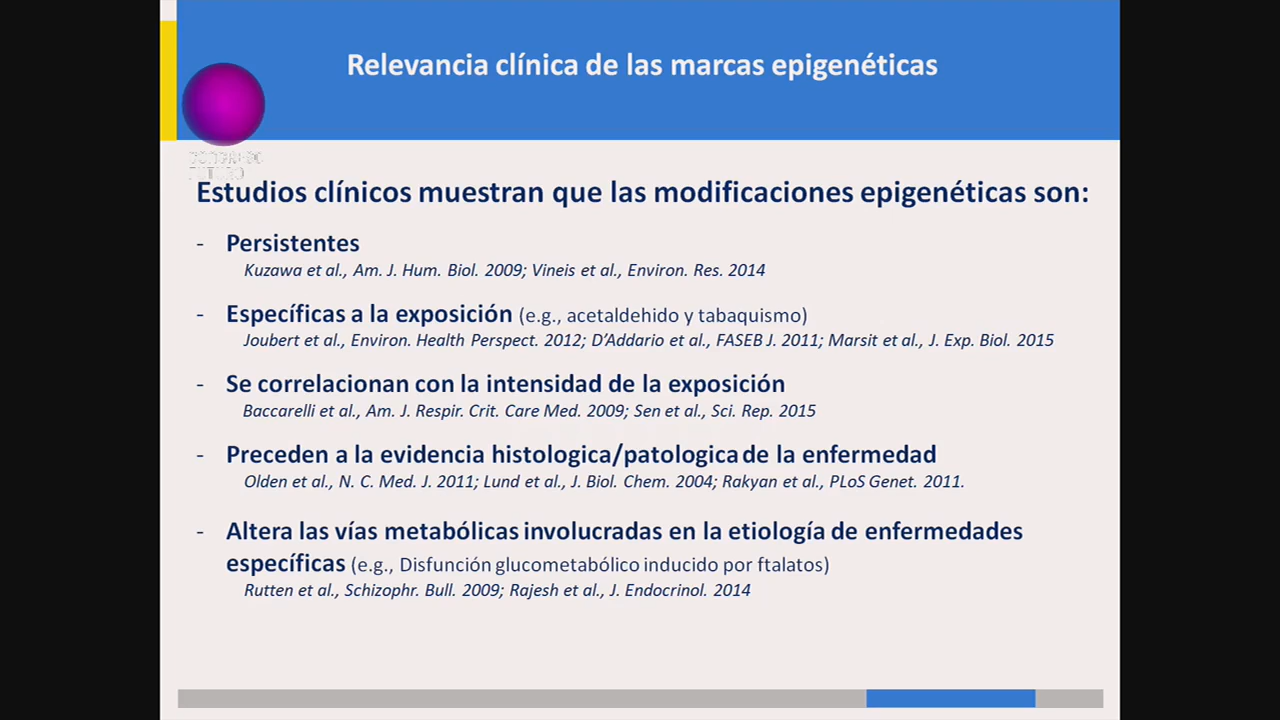 Relevancia clínica de las marcas epigenéticas
Estudios clínicos muestran que las modificaciones epigenéticas son:
- Persistentes
Kuzawa et al., Am. J. Hum. Biol. 2009; Vineis et al., Environ. Res. 2014
- Específicas a la exposición (e.g., acetaldehido y tabaquismo)
Joubert et al., Environ. Health Perspect. 2012; D’Addario et al., FASEB J. 2011; Marsit et al., J. Exp. Biol. 2015
- Se correlacionan con la intensidad de la exposición
Baccarelli et al., Am. J. Respir. Crit. Care Med. 2009; Sen et al., Sci. Rep. 2015
- Preceden a la evidencia histologica/patologica de la enfermedad
Olden et al., N. C. Med. J. 2011; Lund et al., J. Biol. Chem. 2004; Rakyan et al., PLoS Genet. 2011.
- Altera las vías metabólicas involucradas en la etiología de enfermedades
específicas (e.g., Disfunción glucometabólico inducido por ftalatos)
Rutten et al., Schizophr. Bull. 2009; Rajesh et al., J. Endocrinol. 2014